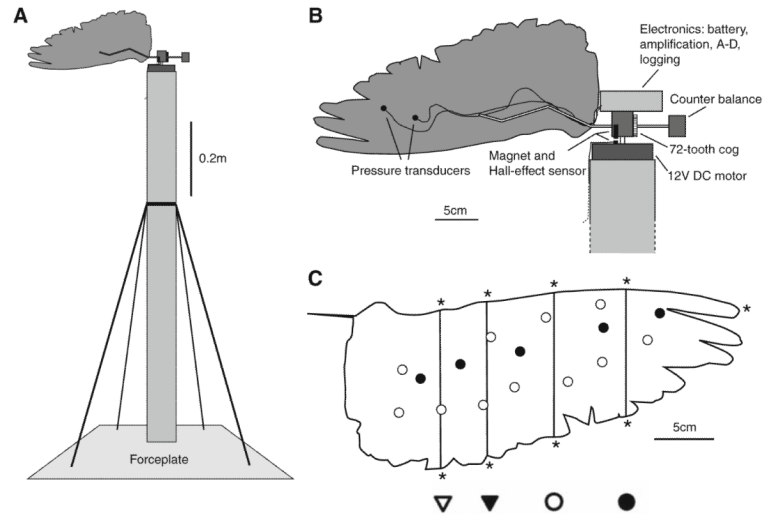 A
0.2m
Forceplate
B
Electronics: battery,
amplification, A-D,
logging
Counter balance
72-tooth cog
12V DC motor
Magnet and
Hall-effect sensor
Pressure transducers
5cm
C
* * * * *
* * * *
5cm